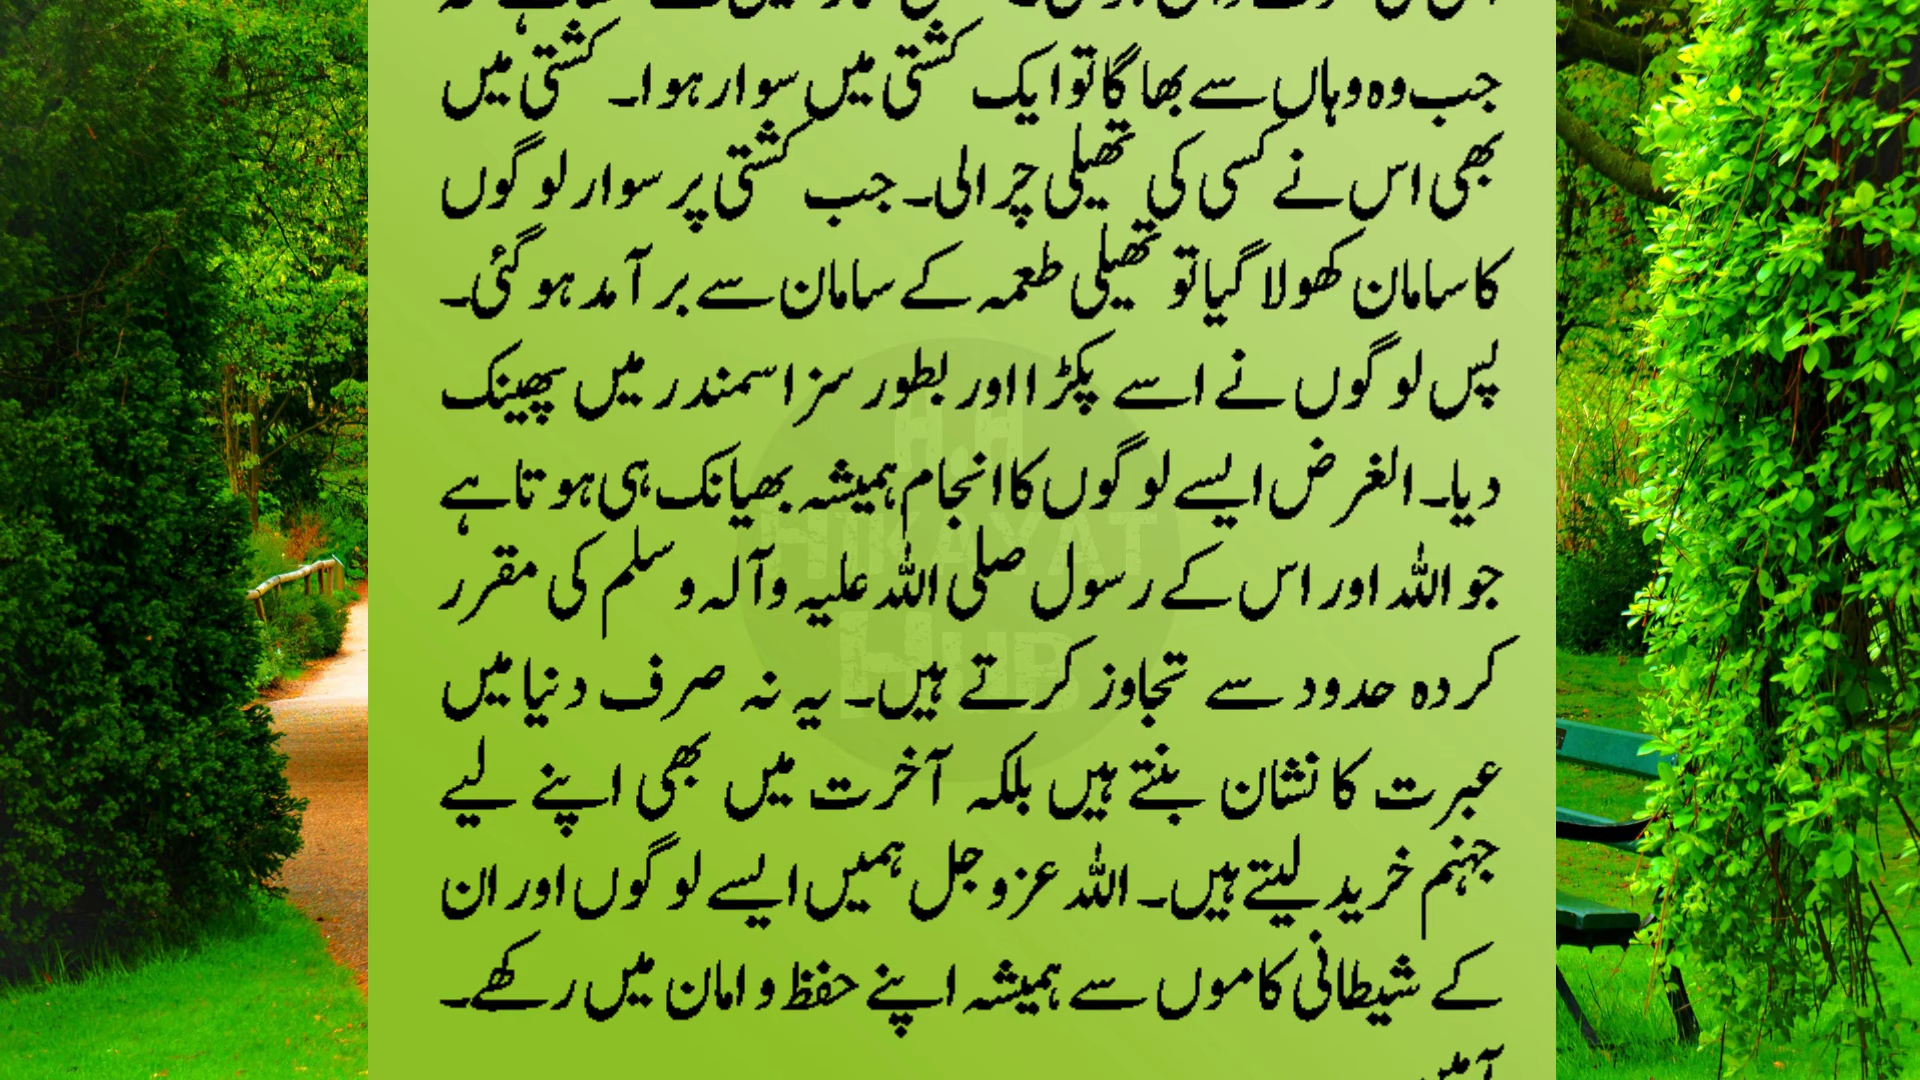 جب وہ وہاں سے بھاگا تو ایک کشتی میں سوار ہوا۔ کشتی میں
بھی اس نے کسی کی تھیلی چرالی۔ جب کشتی پر سوار لوگوں
کا سامان کھولا گیا تو تھیلی طعمہ کے سامان سے برآمد ہو گئی۔
پس لوگوں نے اسے پکڑا اور بطور سزا سمندر میں پھینک
دیا۔ الغرض ایسے لوگوں کا انجام ہمیشہ بھیانک ہی ہوتا ہے
جو اللہ اور اس کے رسول صلی اللہ علیہ وآلہ وسلم کی مقرر
کردہ حدود سے تجاوز کرتے ہیں۔ یہ نہ صرف دنیا میں
عبرت کا نشان بنتے ہیں بلکہ آخرت میں بھی اپنے لیے
جہنم خرید لیتے ہیں۔ اللہ عزوجل ہمیں ایسے لوگوں اور ان
کے شیطانی کاموں سے ہمیشہ اپنے حفظ و امان میں رکھے۔
H.H
HIKAYAT
HUB